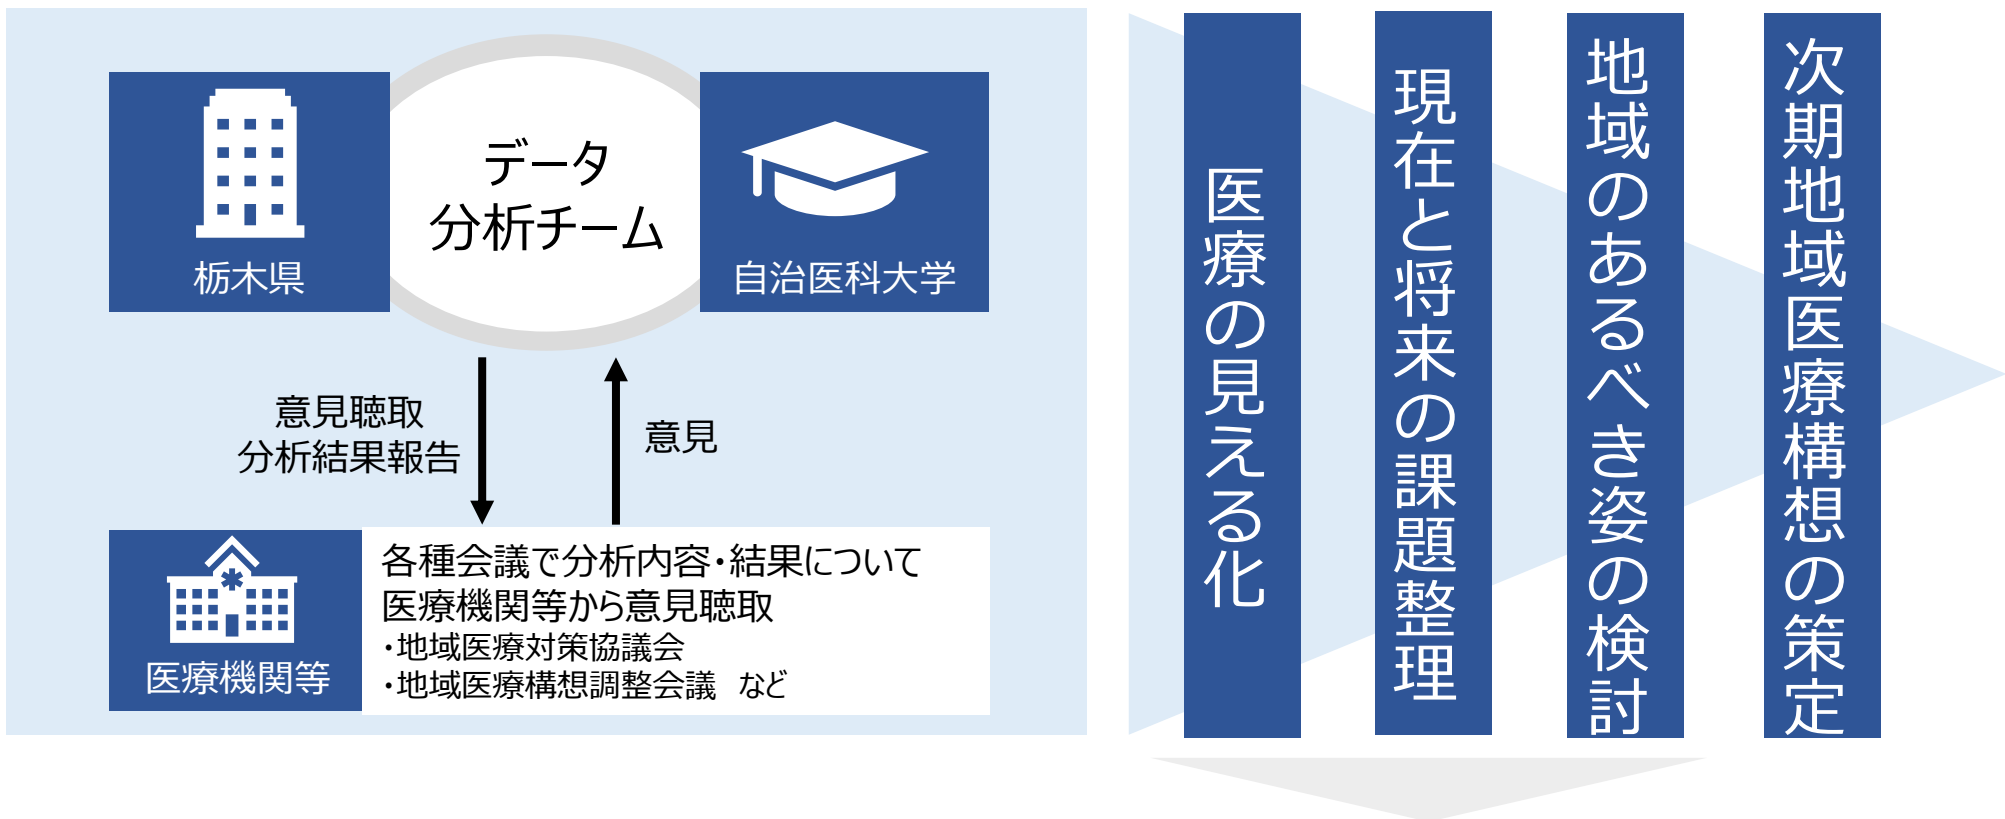 データ
分析チーム
栃木県
自治医科大学
意見聴取
分析結果報告
意見
医療機関等
各種会議で分析内容・結果について
医療機関等から意見聴取
・地域医療対策協議会
・地域医療構想調整会議　など
医療の見える化
現在と将来の課題整理
地域のあるべき姿の検討
次期地域医療構想の策定